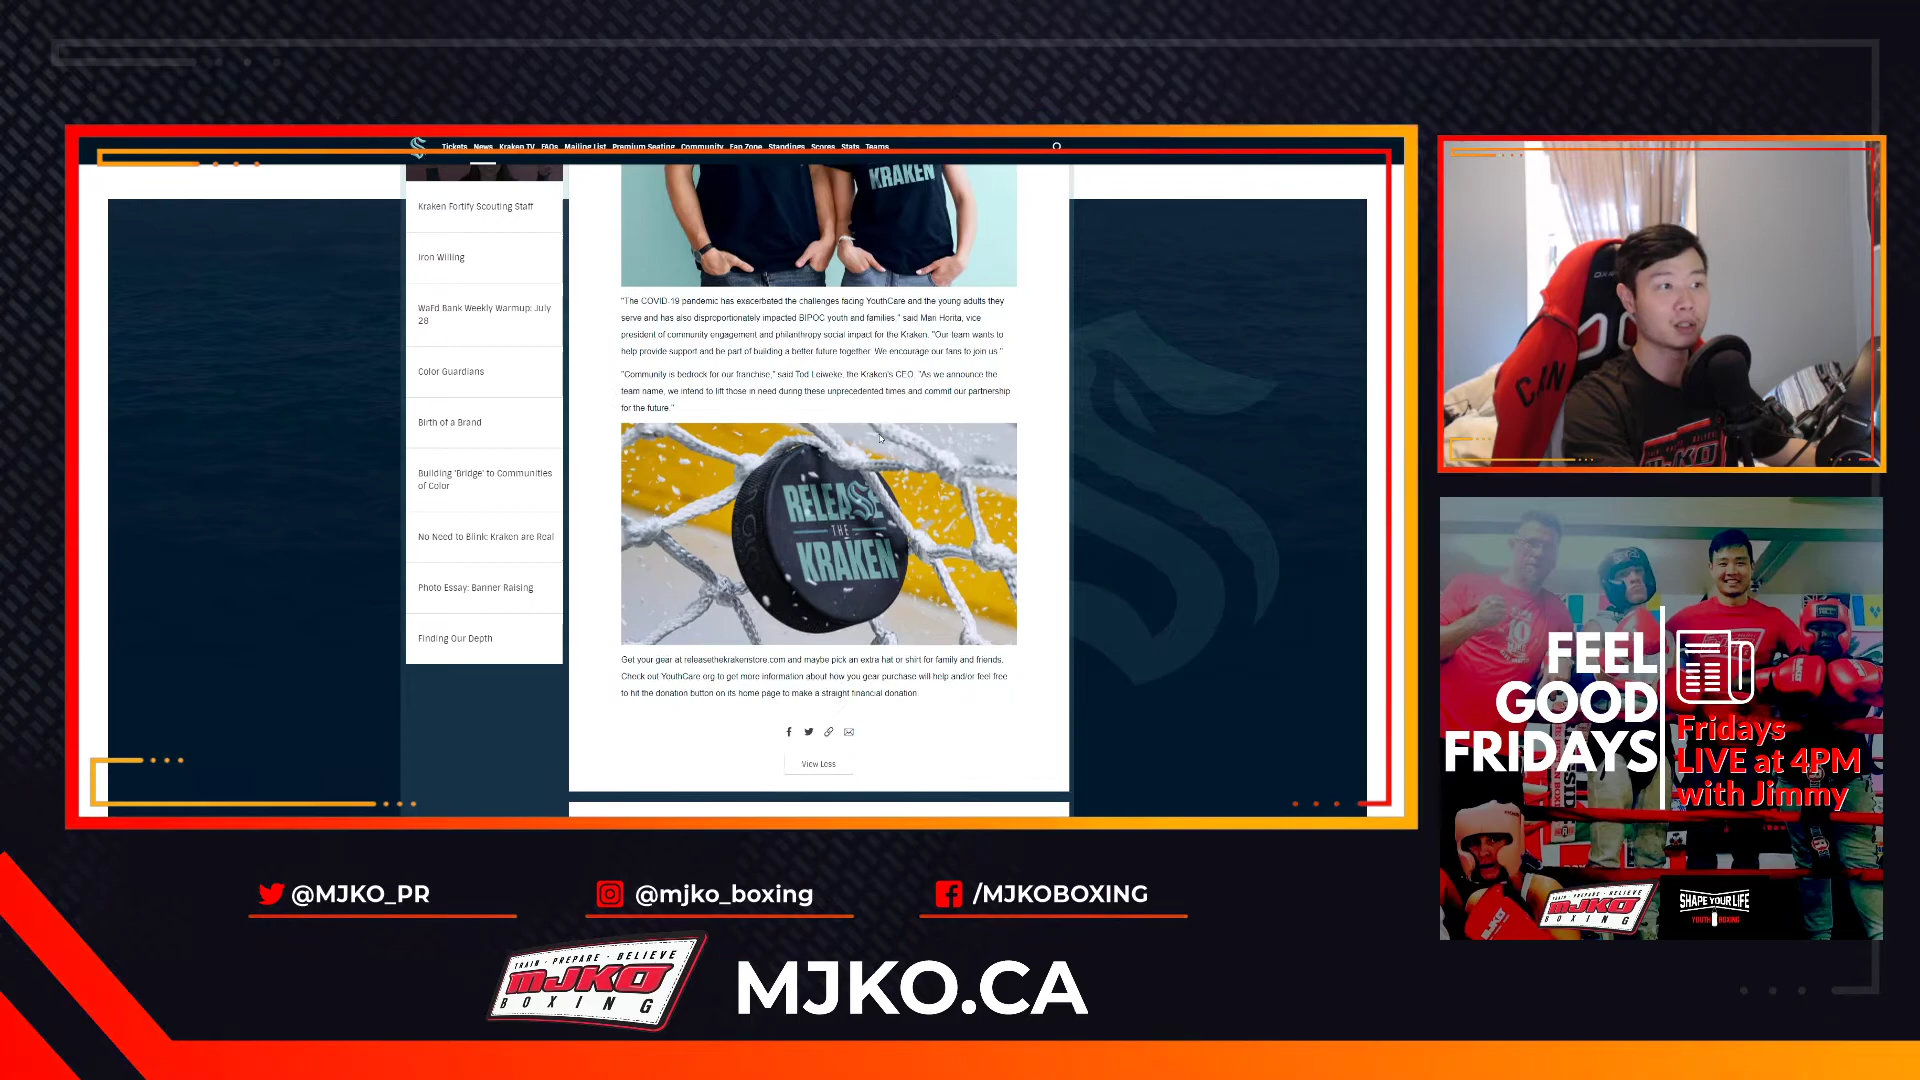 Tickets News Kraken TV FAQs Mailing List Premium Seating Community Fan Zone Standings Scores Stats Teams
KRAKEN
Kraken Fortify Scouting Staff
Iron Willing
WaFd Bank Weekly Warmup: July
28
Color Guardians
Birth of a Brand
Building 'Bridge' to Communities
of Color
No Need to Blink: Kraken are Real
Photo Essay: Banner Raising
Finding Our Depth
"The COVID-19 pandemic has exacerbated the challenges facing YouthCare and the young adults they
serve and has also disproportionately impacted BIPOC youth and families," said Mari Horita, vice
president of community engagement and philanthropy social impact for the Kraken. "Our team wants to
help provide support and be part of building a better future together. We encourage our fans to join us."
"Community is bedrock for our franchise," said Tod Leiweke, the Kraken's CEO. "As we announce the
team name, we intend to lift those in need during these unprecedented times and commit our partnership
for the future."
RELEASE
THE
KRAKEN
Get your gear at releasethekrakenstore.com and maybe pick an extra hat or shirt for family and friends.
Check out YouthCare.org to get more information about how you gear purchase will help and/or feel free
to hit the donation button on its home page to make a straight financial donation.
View Less
CAN
MJKO
FEEL
GOOD
FRIDAYS
Fridays
LIVE at 4PM
with Jimmy
MJKO
BOXING
SHAPE YOUR LIFE
YOUTH BOXING
@MJKO_PR
@mjko_boxing
/MJKOBOXING
TRAIN · PREPARE · BELIEVE
MJKO
BOXING
MJKO.CA